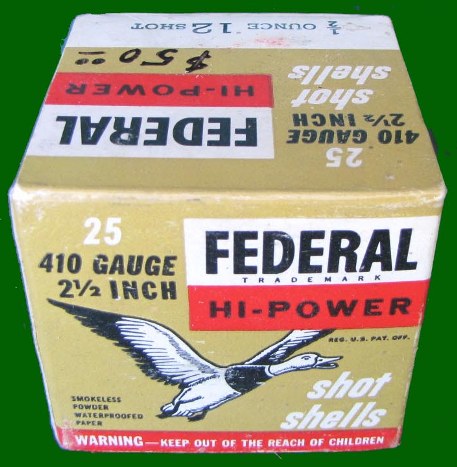 1/2 OUNCE 12 SHOT
$50.00
25
410 GAUGE
2½ INCH
FEDERAL
HI-POWER
shot
shells
25
410 GAUGE
2½ INCH
FEDERAL
TRADEMARK
HI-POWER
REG. U.S. PAT. OFF.
shot
shells
SMOKELESS
POWDER
WATERPROOFED
PAPER
WARNING—KEEP OUT OF THE REACH OF CHILDREN